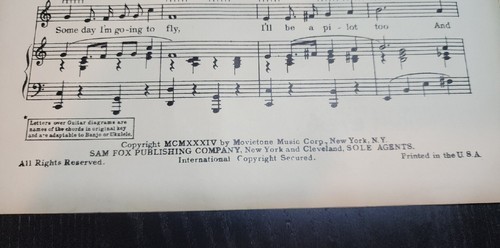 Some day I'm go-ing to fly, I'll be a pi-lot too And
Letters over Guitar diagrams are
names of the chords in original key
and are adaptable to Banjo or Ukulele.
Copyright MCMXXXIV by Movietone Music Corp., New York, N.Y.
SAM FOX PUBLISHING COMPANY, New York and Cleveland, SOLE AGENTS.
All Rights Reserved. International Copyright Secured. Printed in the U.S.A.